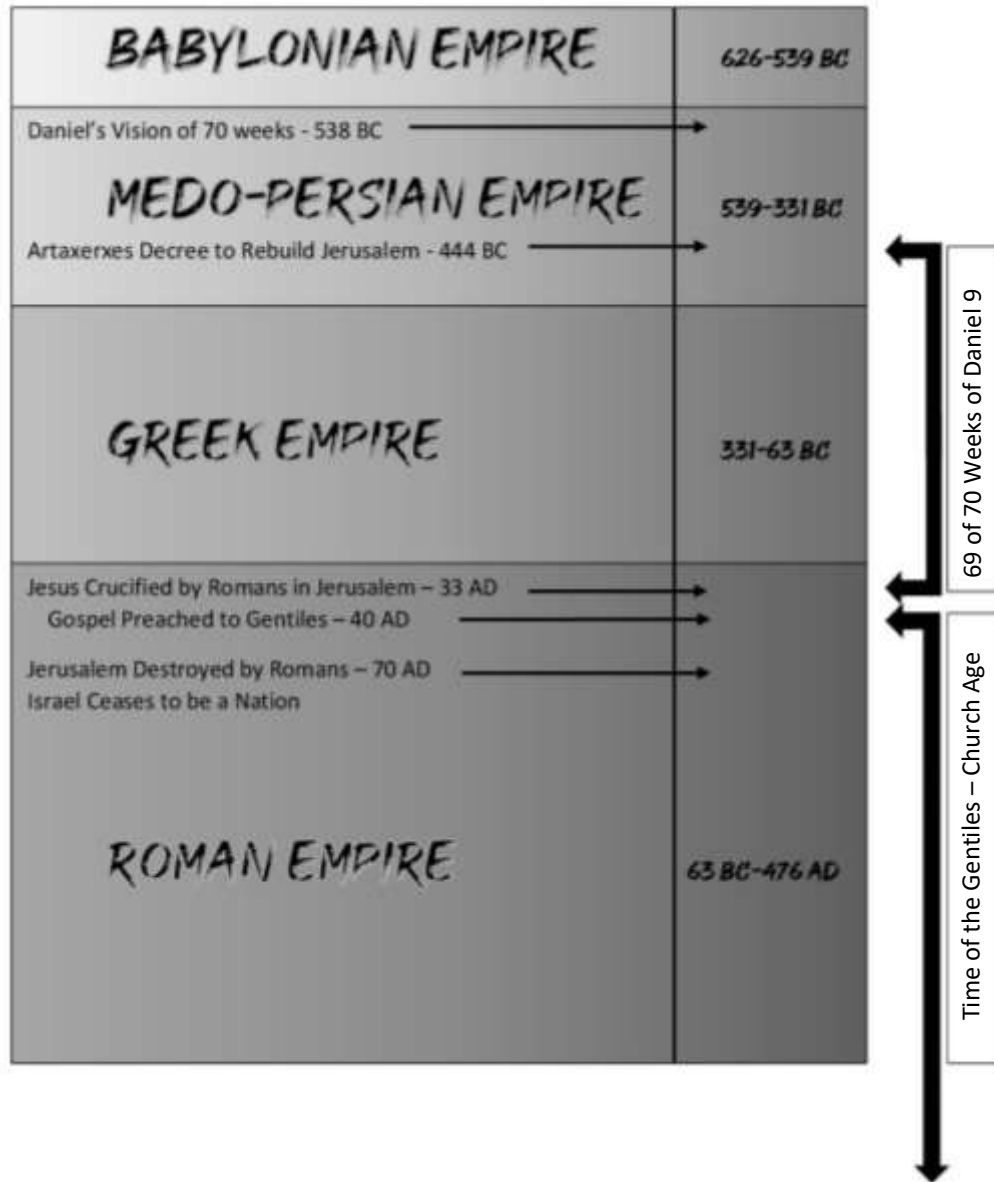 BABYLONIAN EMPIRE
626-539 BC
Daniel's Vision of 70 weeks - 538 BC
MEDO-PERSIAN EMPIRE
539-331 BC
Artaxerxes Decree to Rebuild Jerusalem - 444 BC
69 of 70 Weeks of Daniel 9
GREEK EMPIRE
331-63 BC
Jesus Crucified by Romans in Jerusalem – 33 AD
Gospel Preached to Gentiles – 40 AD
Jerusalem Destroyed by Romans – 70 AD
Israel Ceases to be a Nation
Time of the Gentiles – Church Age
ROMAN EMPIRE
63 BC-476 AD